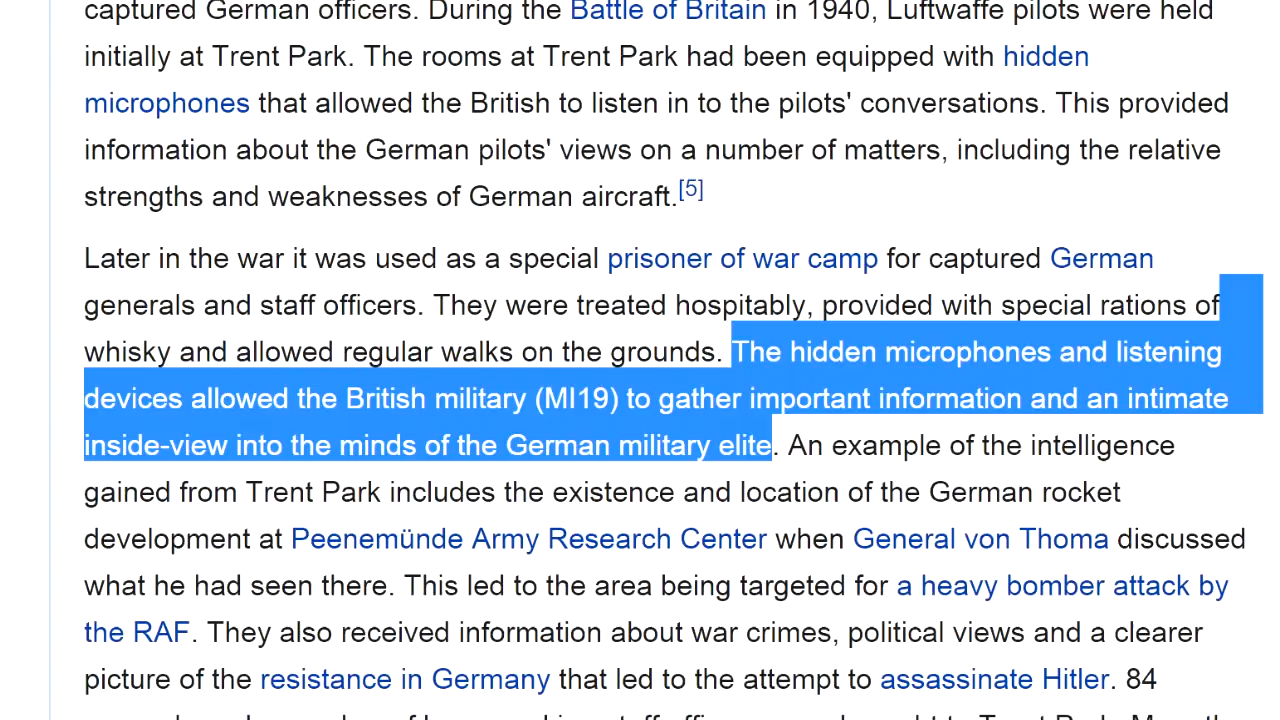 captured German officers. During the Battle of Britain in 1940, Luftwaffe pilots were held
initially at Trent Park. The rooms at Trent Park had been equipped with hidden
microphones that allowed the British to listen in to the pilots' conversations. This provided
information about the German pilots' views on a number of matters, including the relative
strengths and weaknesses of German aircraft.[5]
Later in the war it was used as a special prisoner of war camp for captured German
generals and staff officers. They were treated hospitably, provided with special rations of
whisky and allowed regular walks on the grounds. The hidden microphones and listening
devices allowed the British military (MI19) to gather important information and an intimate
inside-view into the minds of the German military elite. An example of the intelligence
gained from Trent Park includes the existence and location of the German rocket
development at Peenemünde Army Research Center when General von Thoma discussed
what he had seen there. This led to the area being targeted for a heavy bomber attack by
the RAF. They also received information about war crimes, political views and a clearer
picture of the resistance in Germany that led to the attempt to assassinate Hitler. 84